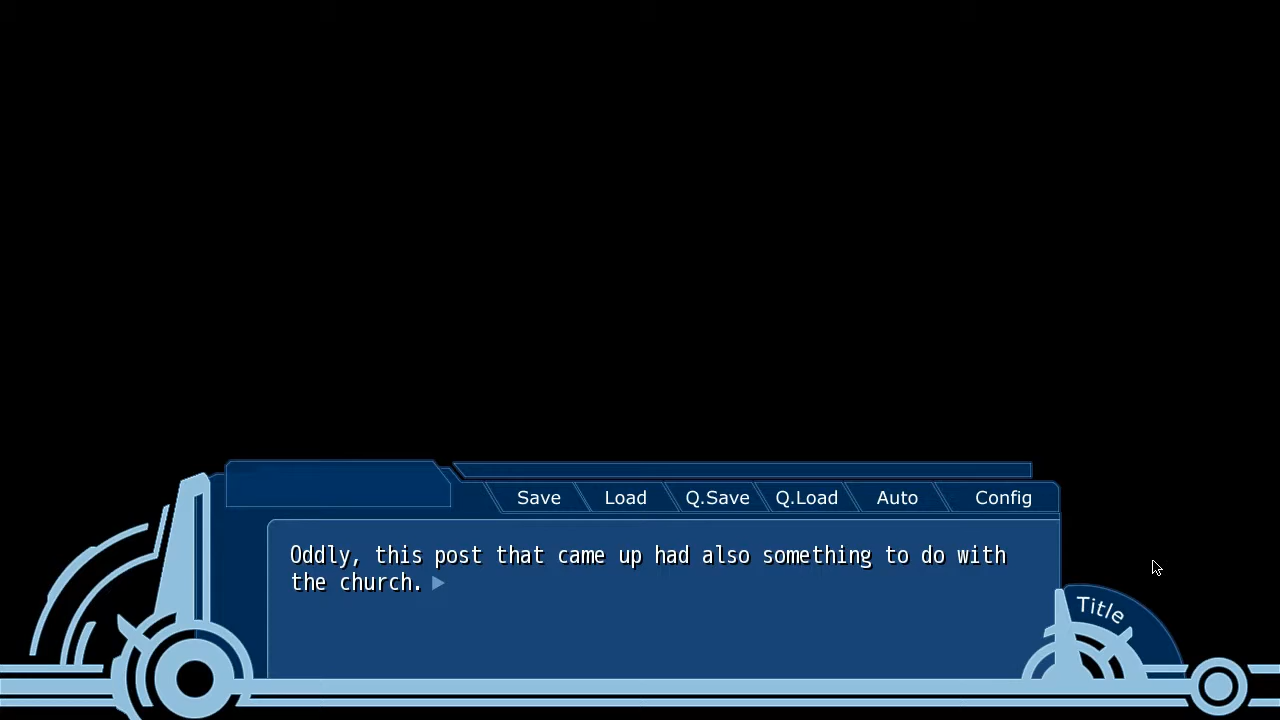 Save Load Q.Save Q.Load Auto Config
Oddly, this post that came up had also something to do with
the church.
Title